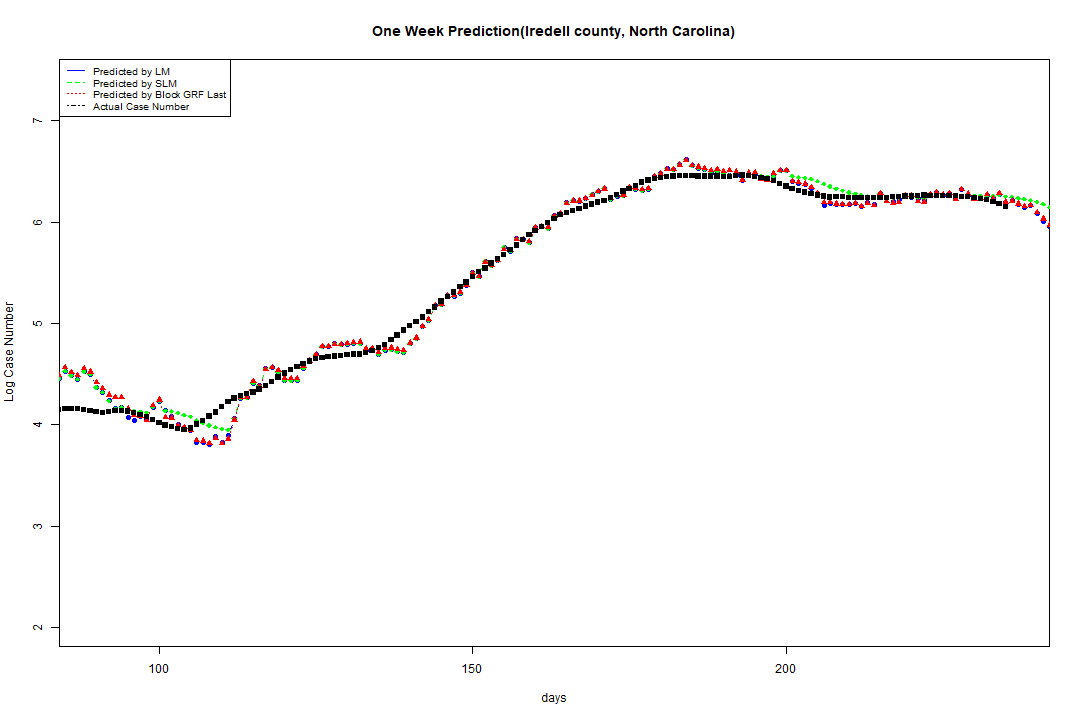 One Week Prediction(Iredell county, North Carolina)
Predicted by LM
Predicted by SLM
Predicted by Block GRF Last
Actual Case Number
7
6
5
4
3
2
Log Case Number
100 150 200
days